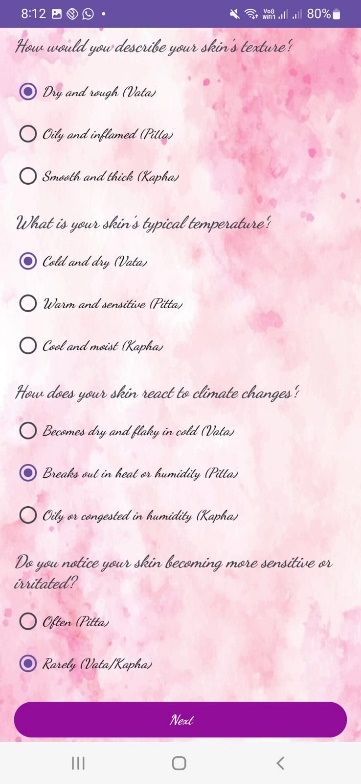 8:12
80%
How would you describe your skin's texture?
Dry and rough (Vata)
Oily and inflamed (Pitta)
Smooth and thick (Kapha)
What is your skin's typical temperature?
Cold and dry (Vata)
Warm and sensitive (Pitta)
Cool and moist (Kapha)
How does your skin react to climate changes?
Becomes dry and flaky in cold (Vata)
Breaks out in heat or humidity (Pitta)
Oily or congested in humidity (Kapha)
Do you notice your skin becoming more sensitive or
irritated?
Often (Pitta)
Rarely (Vata/Kapha)
Next